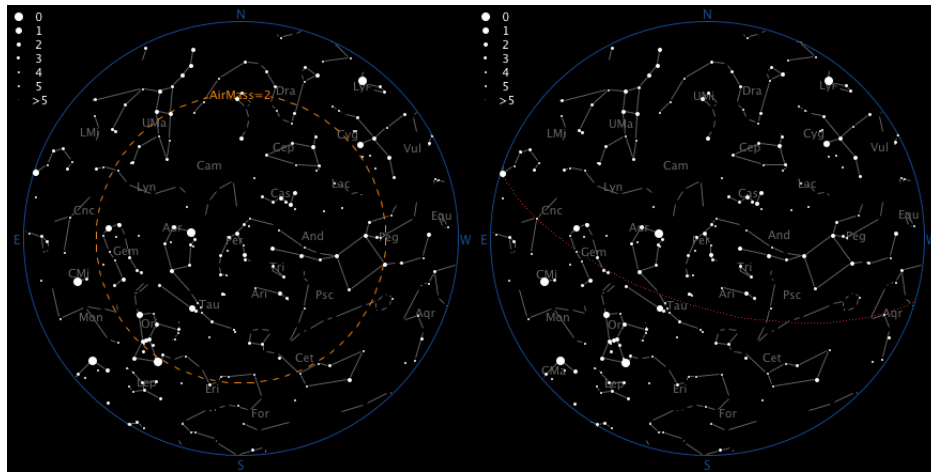 0
1
2
3
4
5
>5
N
AirMass=2
Dra
Lyr
UMa
LMi
Cyg
Vul
Cep
Cam
Lyn
Lac
Cas
Cnc
Equ
E
Aur
Per
And
Peg
W
Gem
CMi
Tri
Ari
Psc
Tau
Mon
Ori
Aqr
Cet
Lep
Eri
For
S
0
1
2
3
4
5
>5
N
Dra
Lyr
UMi
UMa
LMi
Cyg
Vul
Cep
Cam
Lyn
Lac
Cas
Cnc
Equ
E
Aur
Per
And
Peg
W
Gem
CMi
Tri
Ari
Psc
Tau
Mon
Ori
Aqr
Cet
CMa
Lep
Eri
For
S